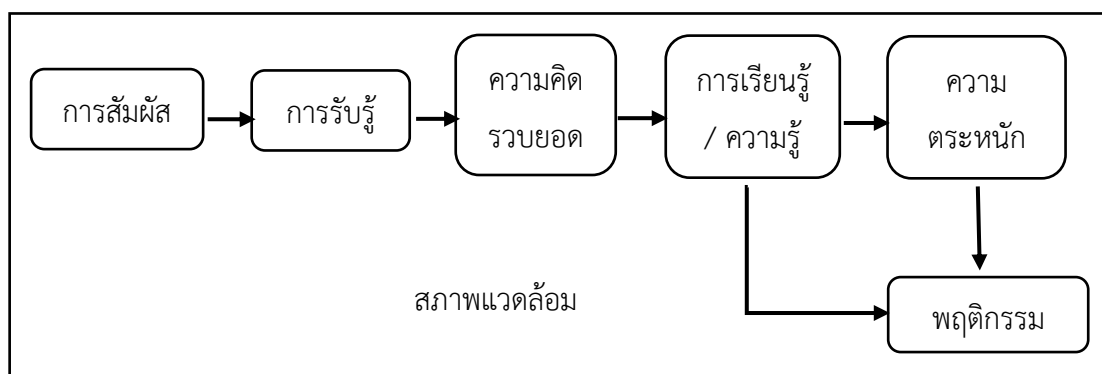 การสัมผัส
การรับรู้
ความคิด
รวบยอด
การเรียนรู้
/ ความรู้
ความ
ตระหนัก
สภาพแวดล้อม
พฤติกรรม